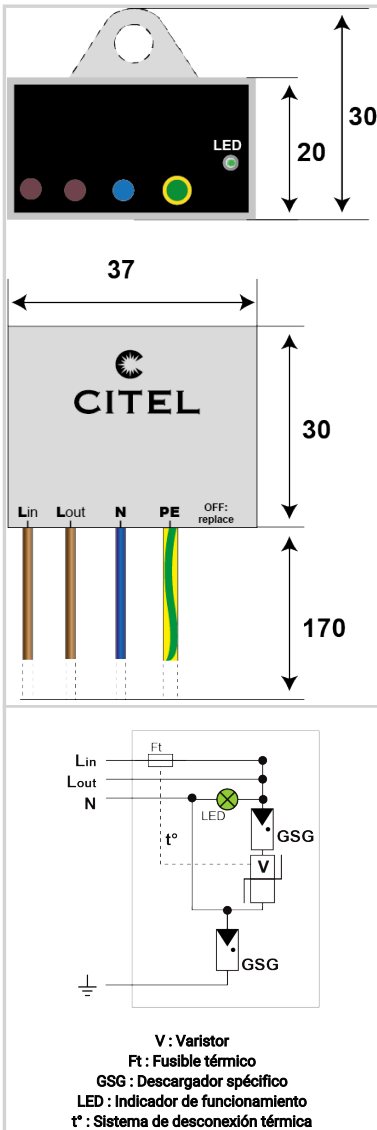 30
20
LED
37
CITEL
30
Lin Lout N PE OFF:
replace
170
Ft
Lin
Lout
N
LED
GSG
t°
V
GSG
V : Varistor
Ft : Fusible térmico
GSG : Descargador spécifico
LED : Indicador de funcionamiento
t° : Sistema de desconexión térmica